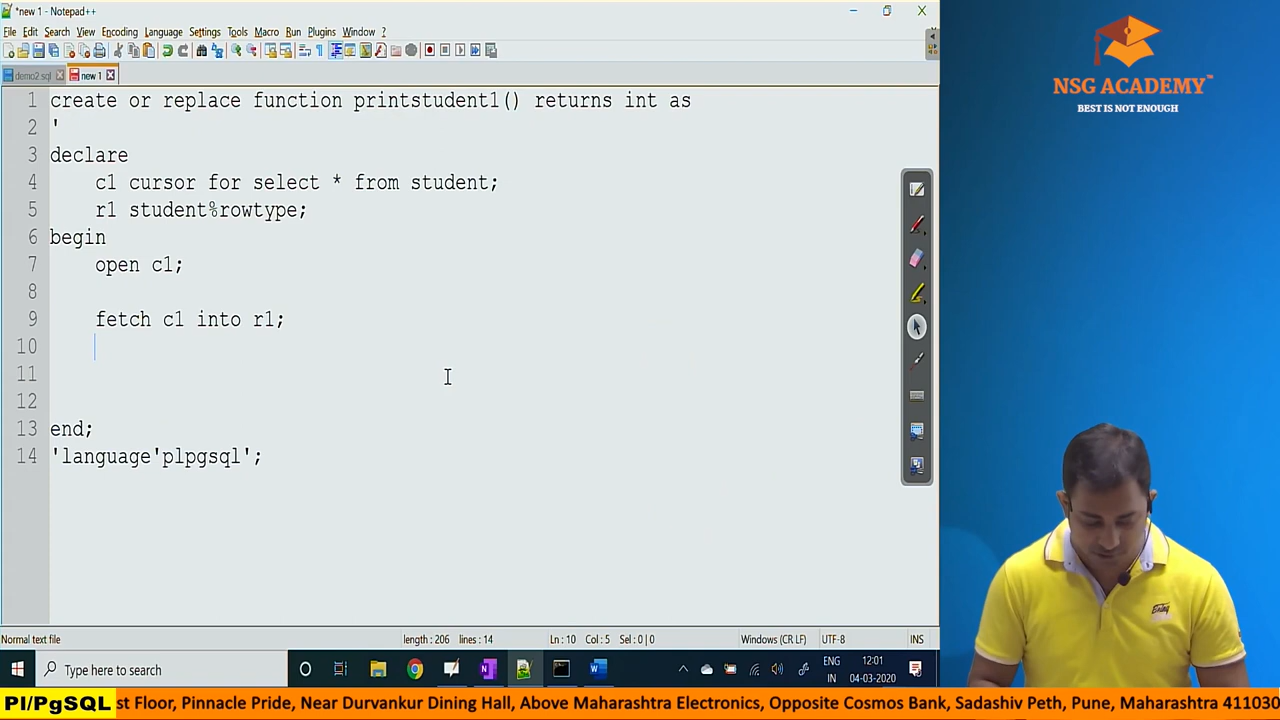 *new 1 - Notepad++
File Edit Search View Encoding Language Settings Tools Macro Run Plugins Window ?
demo2.sql new 1
NSG ACADEMY™
BEST IS NOT ENOUGH
1 create or replace function printstudent1() returns int as
2 '
3 declare
4 c1 cursor for select * from student;
5 r1 student%rowtype;
6 begin
7 open c1;
8
9 fetch c1 into r1;
10
11
12
13 end;
14 'language'plpgsql';
Normal text file length : 206 lines : 14 Ln : 10 Col : 5 Sel : 0 | 0 Windows (CR LF) UTF-8 INS
Type here to search
ENG
IN
12:01
04-03-2020
Pl/PgSQL st Floor, Pinnacle Pride, Near Durvankur Dining Hall, Above Maharashtra Electronics, Opposite Cosmos Bank, Sadashiv Peth, Pune, Maharashtra 411030